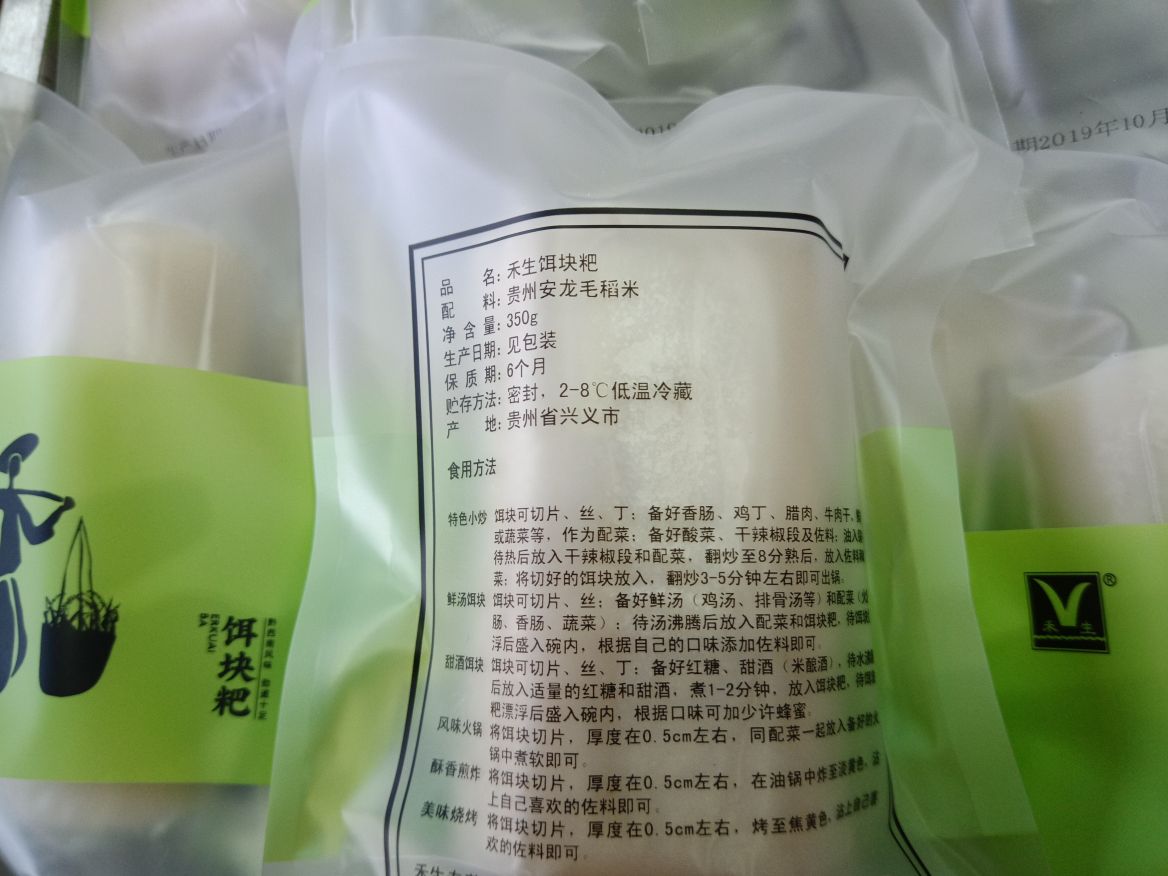 期2019年10月
品 名：禾生饵块粑
配 料：贵州安龙毛稻米
净 含 量：350g
生产日期：见包装
保 质 期：6个月
贮存方法：密封，2-8℃低温冷藏
产 地：贵州省兴义市
食用方法
特色小炒 饵块可切片、丝、丁；备好香肠、鸡丁、腊肉、牛肉干、
或蔬菜等，作为配菜；备好酸菜、干辣椒段及佐料；油入
待热后放入干辣椒段和配菜，翻炒至8分熟后，放入佐料
菜；将切好的饵块放入，翻炒3-5分钟左右即可出锅。
鲜汤饵块 饵块可切片、丝；备好鲜汤（鸡汤、排骨汤等）和配菜（
肠、香肠、蔬菜）；待汤沸腾后放入配菜和饵块粑，待饵块
浮后盛入碗内，根据自己的口味添加佐料即可。
甜酒饵块 饵块可切片、丝、丁；备好红糖、甜酒（米酿酒），待水沸
后放入适量的红糖和甜酒，煮1-2分钟，放入饵块粑，待饵
粑漂浮后盛入碗内，根据口味可加少许蜂蜜
风味火锅 将饵块切片，厚度在0.5cm左右，同配菜一起放入备好的火
锅中煮软即可。
酥香煎炸 将饵块切片，厚度在0.5cm左右，在油锅中炸至淡黄色，沾
上自己喜欢的佐料即可。
美味烧烤 将饵块切片，厚度在0.5cm左右，烤至焦黄色，沾上自己喜
欢的佐料即可。
饵块粑
ERKUAI
BA
禾生®